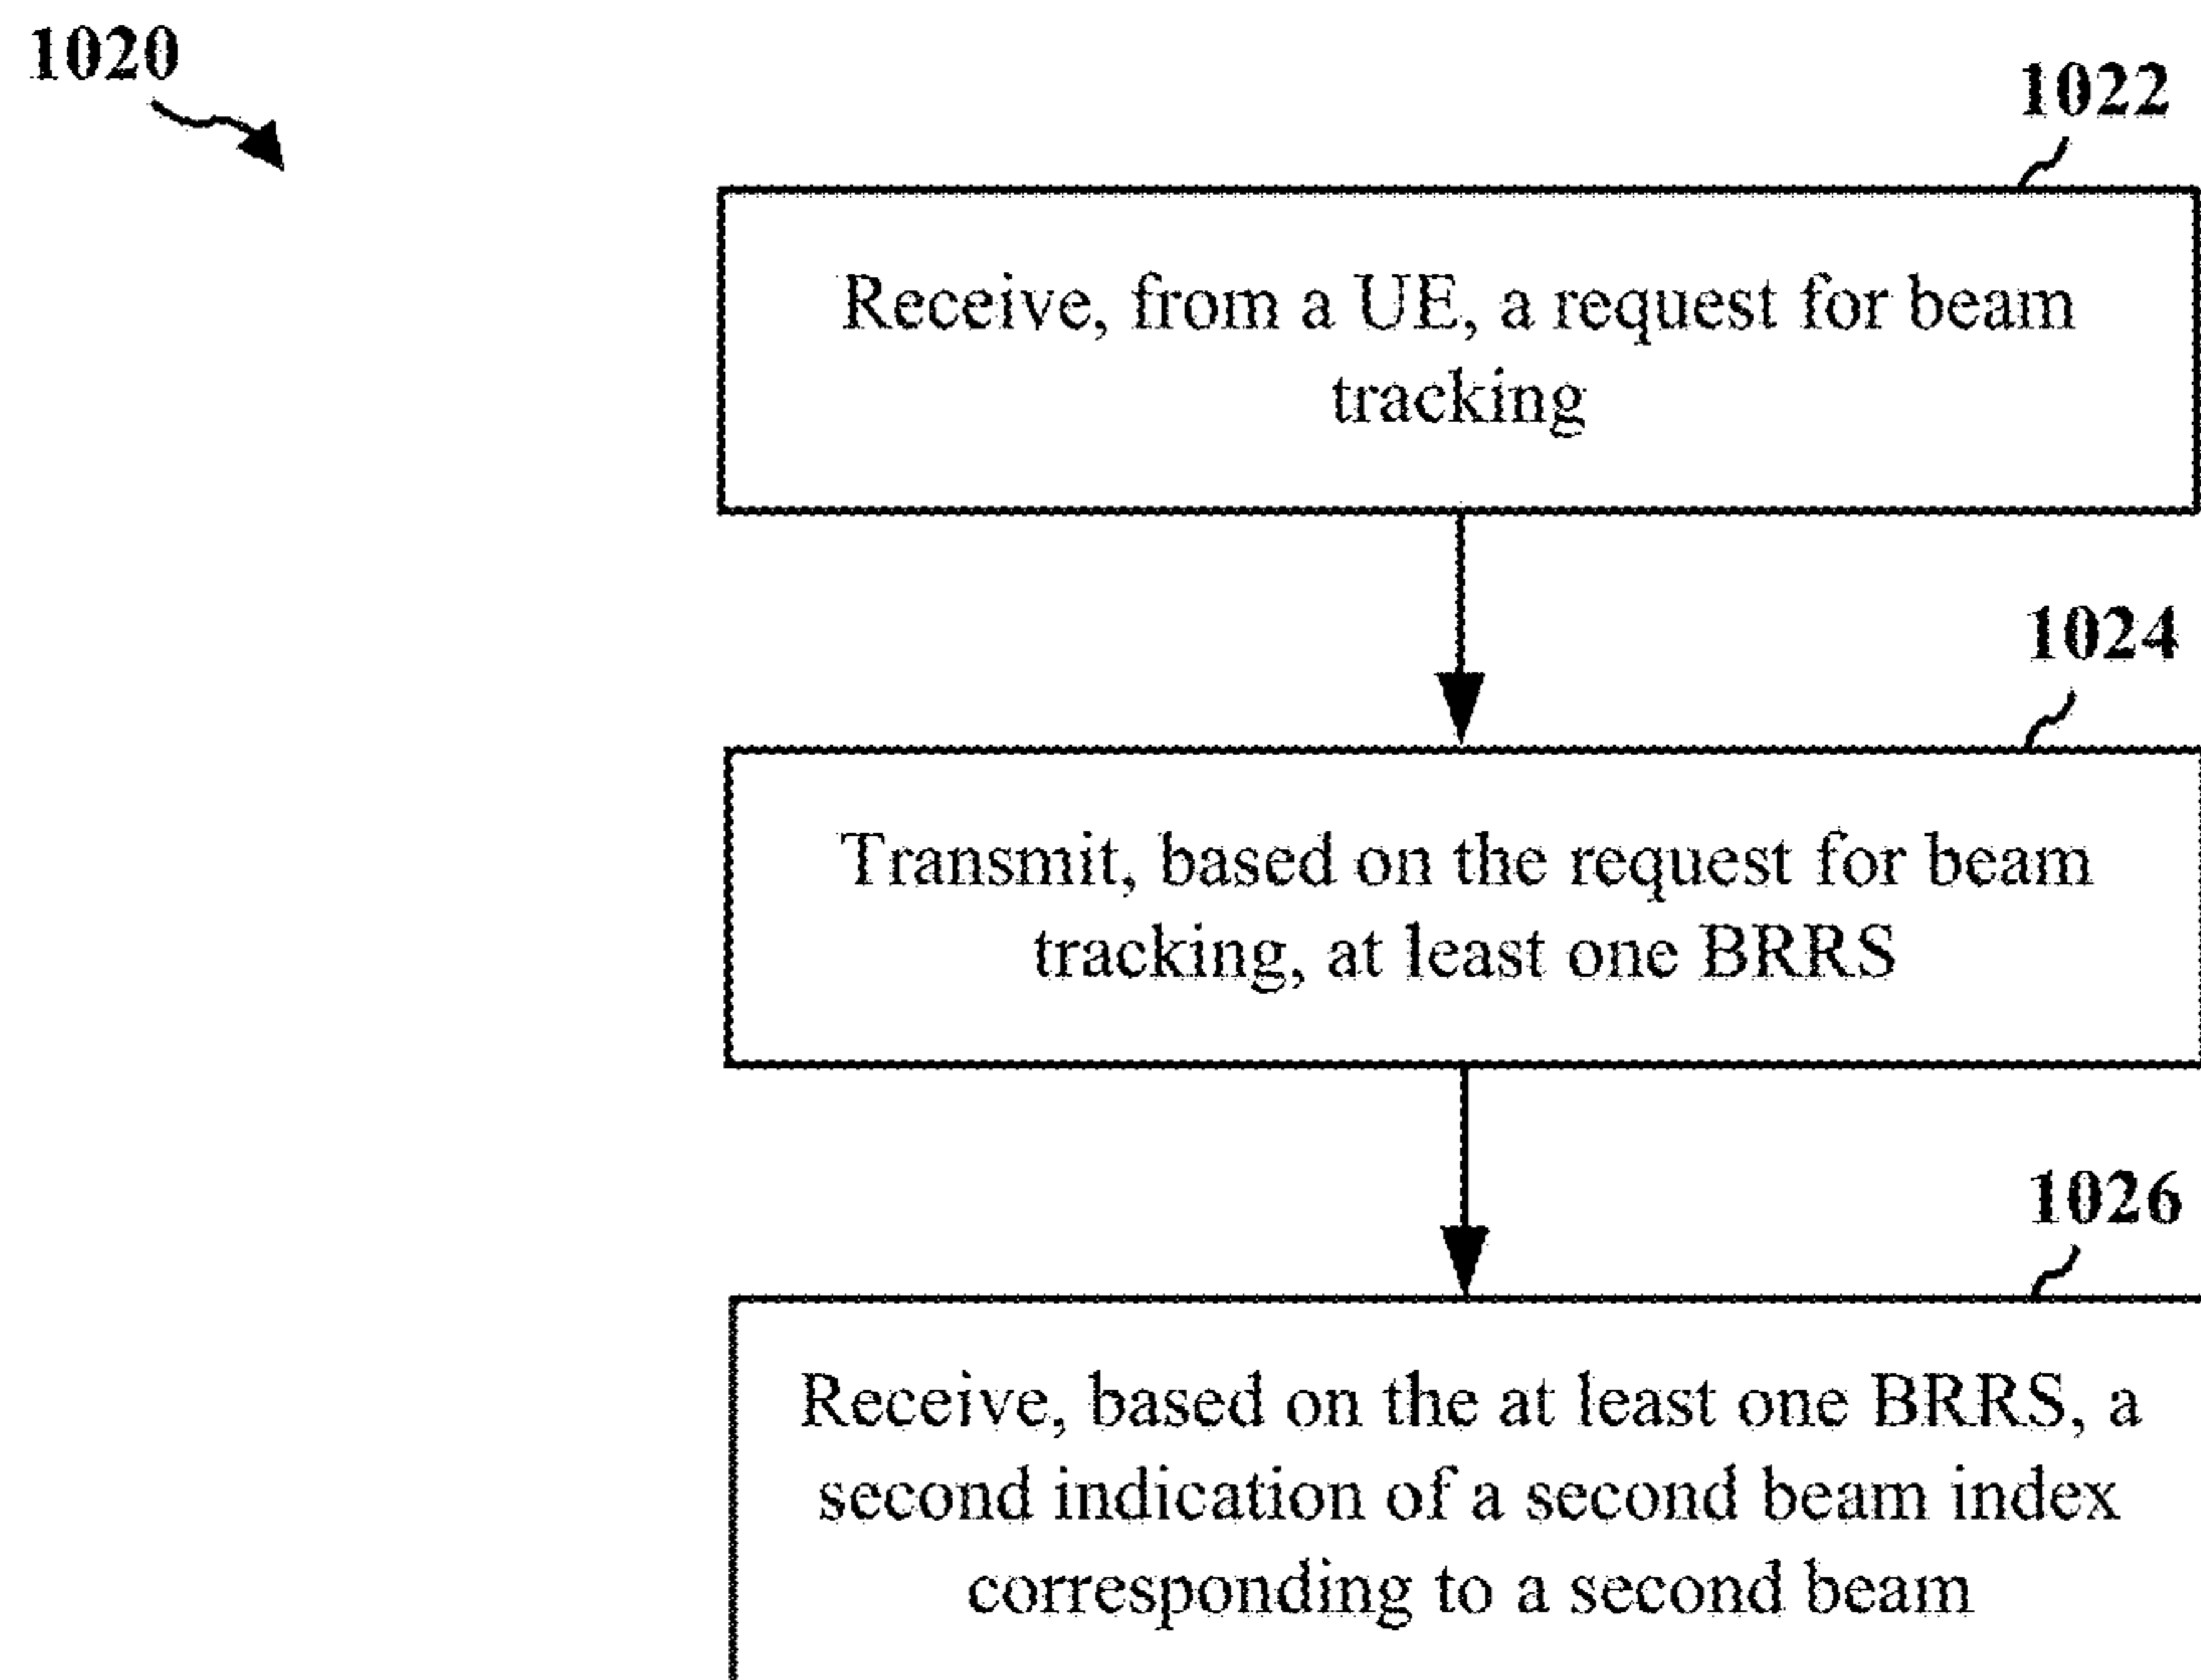 1020
1022
Receive, from a UE, a request for beam
tracking
1024
Transmit, based on the request for beam
tracking, at least one BRRS
1026
Receive, based on the at least one BRRS, a
second indication of a second beam index
corresponding to a second beam